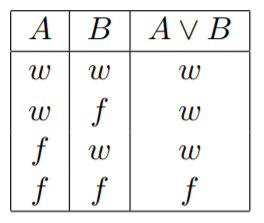 A B A ∨ B
w w w
w f w
f w w
f f f